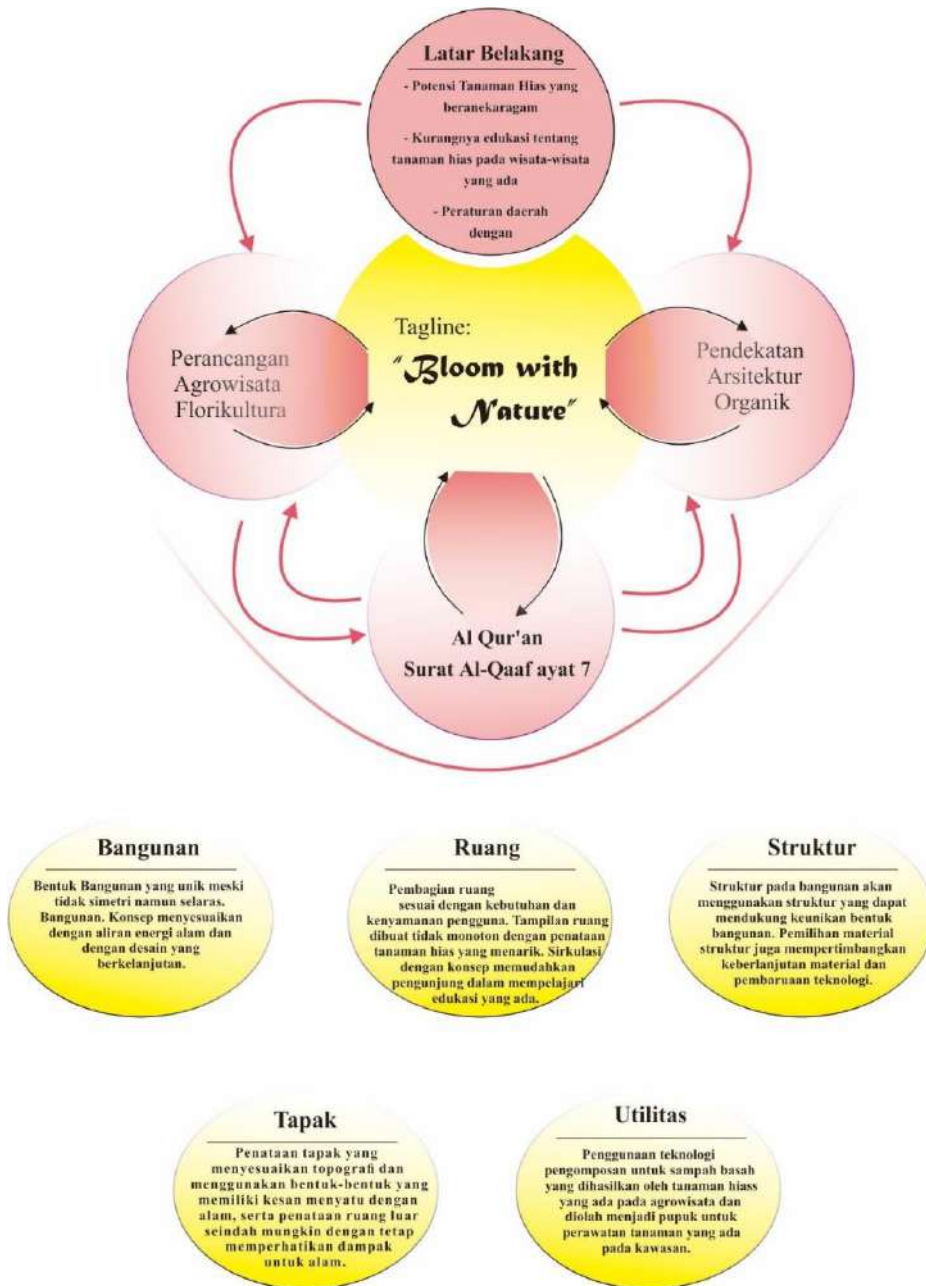 Latar Belakang
- Potensi Tanaman Hias yang
beranekaragam
- Kurangnya edukasi tentang
tanaman hias pada wisata-wisata
yang ada
- Peraturan daerah
dengan
Perancangan
Agrowisata
Florikultura
Tagline:
"Bloom with
Nature"
Pendekatan
Arsitektur
Organik
Al Qur'an
Surat Al-Qaaf ayat 7
Bangunan
Bentuk Bangunan yang unik meski
tidak simetri namun selaras.
Bangunan. Konsep menyesuaikan
dengan aliran energi alam dan
dengan desain yang
berkelanjutan.
Ruang
Pembagian ruang
sesuai dengan kebutuhan dan
kenyamanan pengguna. Tampilan ruang
dibuat tidak monoton dengan penataan
tanaman hias yang menarik. Sirkulasi
dengan konsep memudahkan
pengunjung dalam mempelajari
edukasi yang ada.
Struktur
Struktur pada bangunan akan
menggunakan struktur yang dapat
mendukung keunikan bentuk
bangunan. Pemilihan material
struktur juga mempertimbangkan
keberlanjutan material dan
pembaruaan teknologi.
Tapak
Penataan tapak yang
menyesuaikan topografi dan
menggunakan bentuk-bentuk yang
memiliki kesan menyatu dengan
alam, serta penataan ruang luar
seindah mungkin dengan tetap
memperhatikan dampak
untuk alam.
Utilitas
Penggunaan teknologi
pengomposan untuk sampah basah
yang dihasilkan oleh tanaman hiass
yang ada pada agrowisata dan
diolah menjadi pupuk untuk
perawatan tanaman yang ada
pada kawasan.